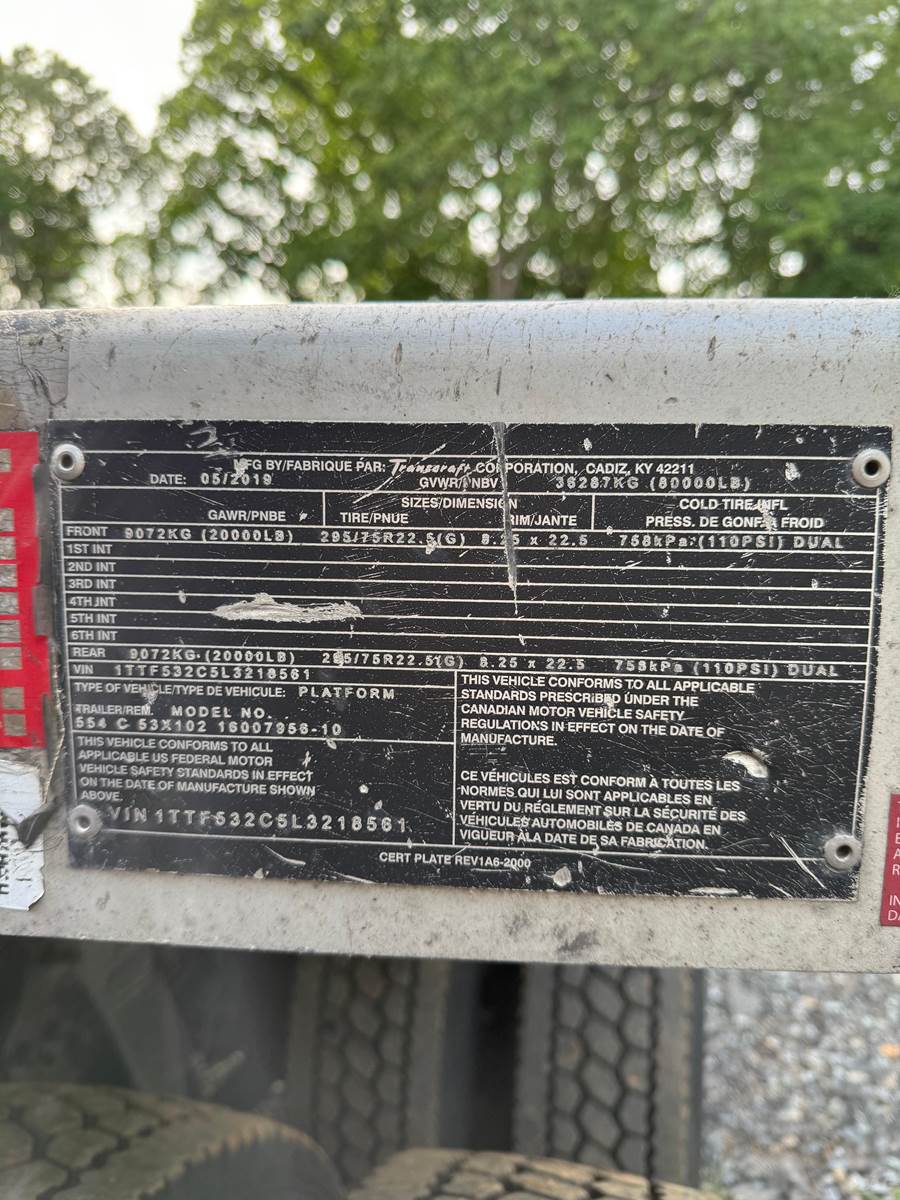 MFG BY/FABRIQUE PAR: Transcraft CORPORATION, CADIZ, KY 42211
DATE: 05/2019 GVWR/PNBV 36287KG (80000LB)
SIZES/DIMENSION COLD TIRE INFL
GAWR/PNBE TIRE/PNUE RIM/JANTE PRESS. DE GONF. À FROID
FRONT 9072KG (20000LB) 295/75R22.5(G) 8.25 x 22.5 758kPa (110PSI) DUAL
1ST INT
2ND INT
3RD INT
4TH INT
5TH INT
6TH INT
REAR 9072KG (20000LB) 295/75R22.5(G) 8.25 x 22.5 758kPa (110PSI) DUAL
VIN 1TTF532C5L3218561
TYPE OF VEHICLE/TYPE DE VEHICULE: PLATFORM
TRAILER/REM. MODEL NO.
554 C 53X102 16007956-10
THIS VEHICLE CONFORMS TO ALL
APPLICABLE US FEDERAL MOTOR
VEHICLE SAFETY STANDARDS IN EFFECT
ON THE DATE OF MANUFACTURE SHOWN
ABOVE.
VIN 1TTF532C5L3218561
THIS VEHICLE CONFORMS TO ALL APPLICABLE
STANDARDS PRESCRIBED UNDER THE
CANADIAN MOTOR VEHICLE SAFETY
REGULATIONS IN EFFECT ON THE DATE OF
MANUFACTURE.
CE VÉHICULES EST CONFORM À TOUTES LES
NORMES QUI LUI SONT APPLICABLES EN
VERTU DU RÉGLEMENT SUR LA SÉCURITÉ DES
VÉHICULES AUTOMOBILES DE CANADA EN
VIGUEUR À LA DATE DE SA FABRICATION.
CERT PLATE REV1A6-2000